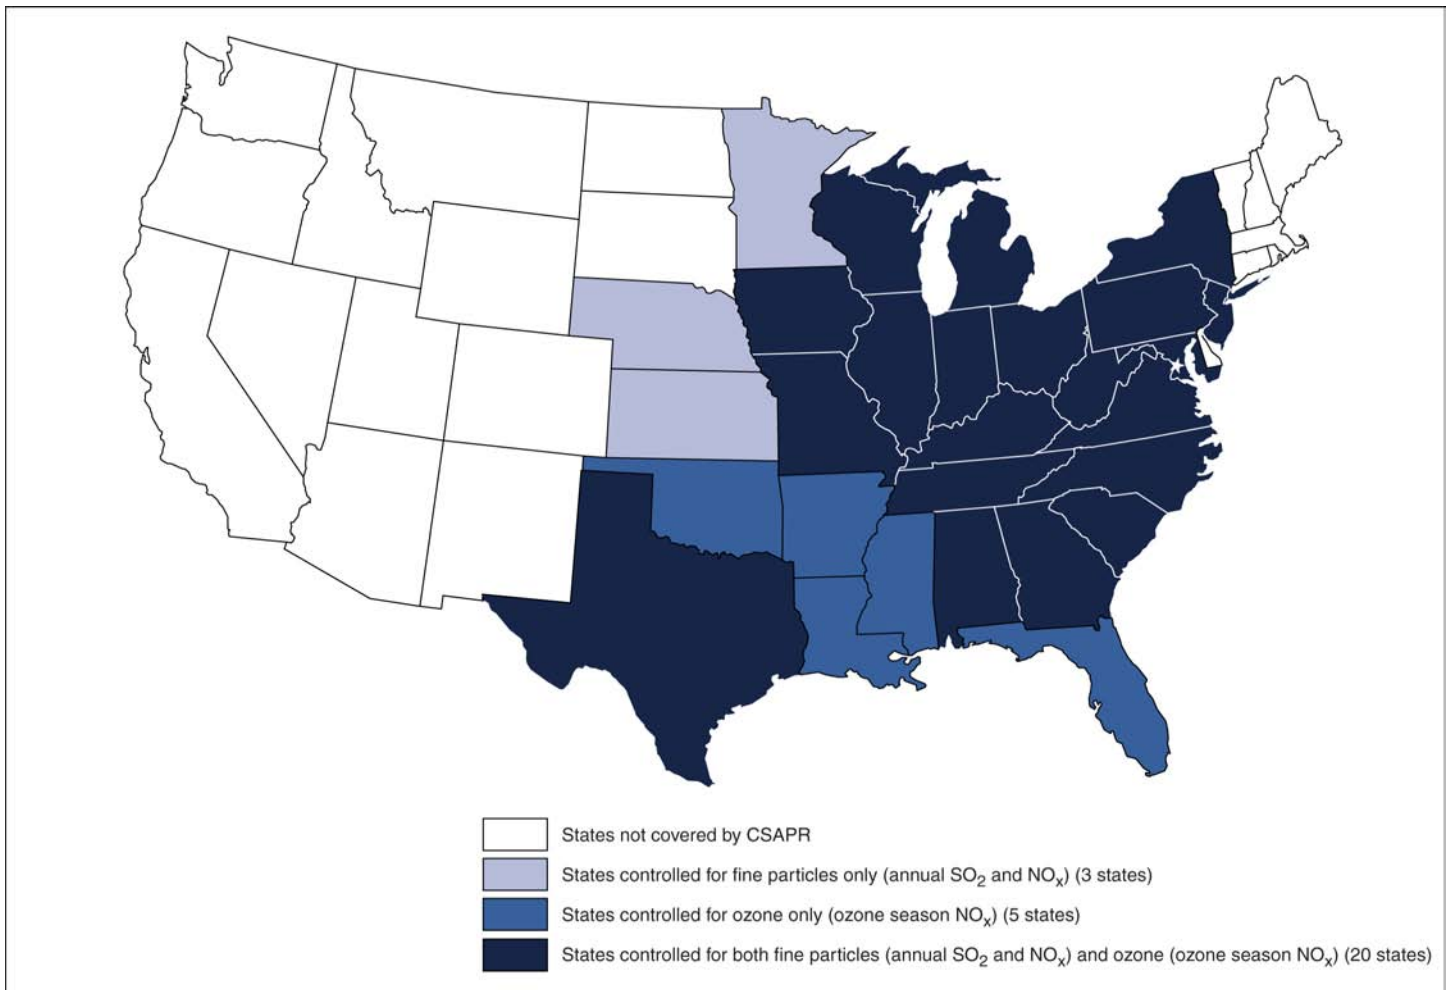 States not covered by CSAPR
States controlled for fine particles only (annual SO₂ and NOₓ) (3 states)
States controlled for ozone only (ozone season NOₓ) (5 states)
States controlled for both fine particles (annual SO₂ and NOₓ) and ozone (ozone season NOₓ) (20 states)